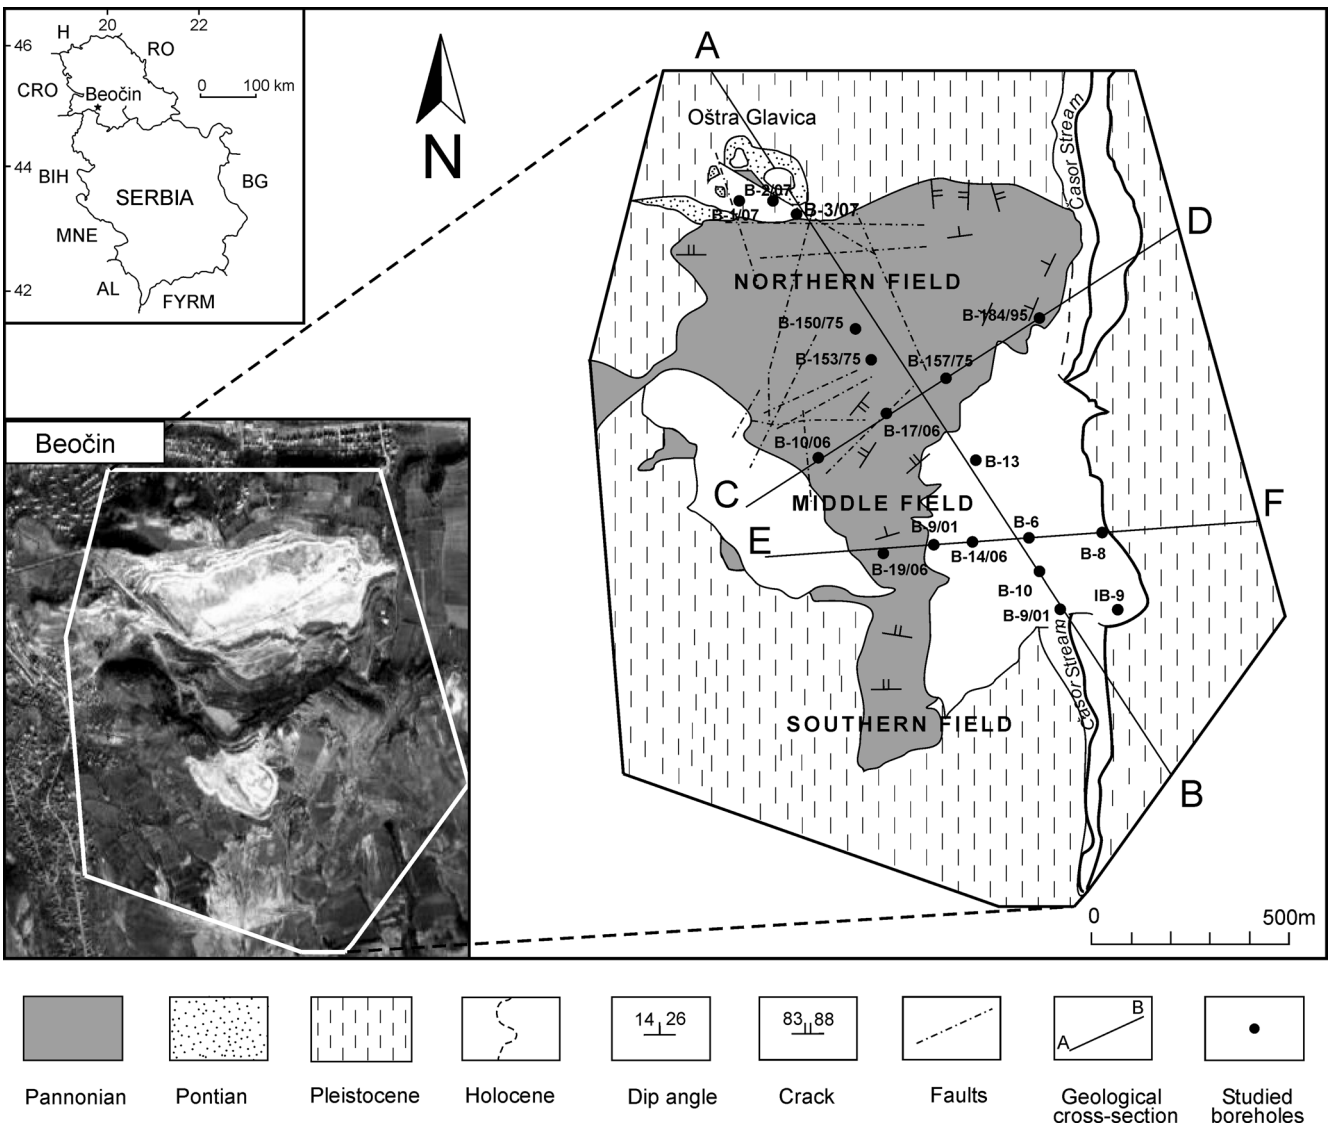 20
22
H
46
RO
0
100 km
CRO
Beočin
44
BIH
BG
SERBIA
MNE
AL
FYRM
42
N
Beočin
A
Oštra Glavica
Časor Stream
B-2/07
B-1/07
B-3/07
D
NORTHERN FIELD
B-184/95
B-150/75
B-153/75
B-157/75
B-17/06
B-10/06
B-13
C
MIDDLE FIELD
F
E
B-9/01
B-6
B-14/06
B-8
B-19/06
B-10
IB-9
B-9/01
Časor Stream
SOUTHERN FIELD
B
0
500m
14
26
83
88
A
B
Pannonian
Pontian
Pleistocene
Holocene
Dip angle
Crack
Faults
Geological
cross-section
Studied
boreholes